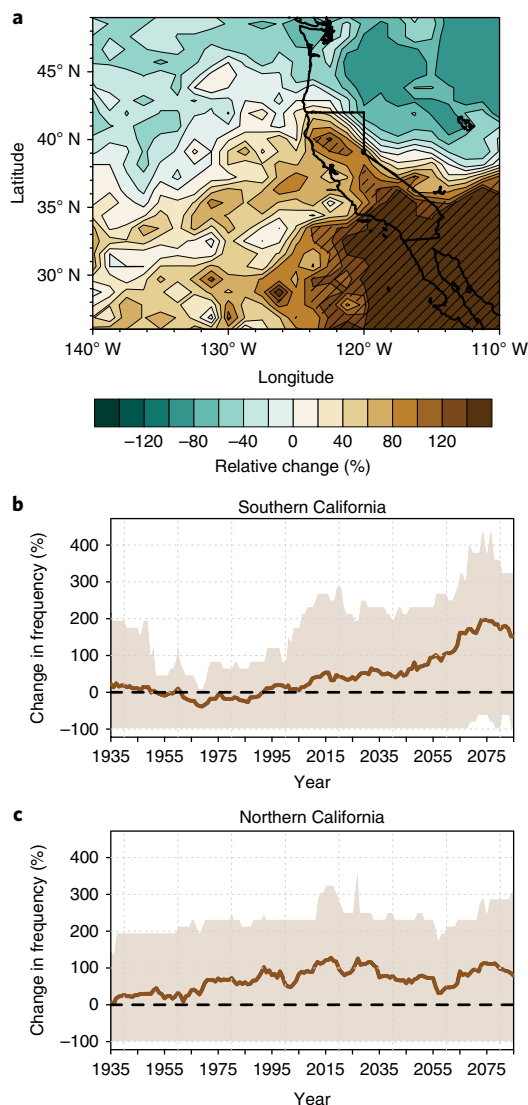 a
45° N
40° N
35° N
30° N
Latitude
140° W 130° W 120° W 110° W
Longitude
−120 −80 −40 0 40 80 120
Relative change (%)
b
Southern California
400
300
200
100
0
−100
Change in frequency (%)
1935 1955 1975 1995 2015 2035 2055 2075
Year
c
Northern California
400
300
200
100
0
−100
Change in frequency (%)
1935 1955 1975 1995 2015 2035 2055 2075
Year